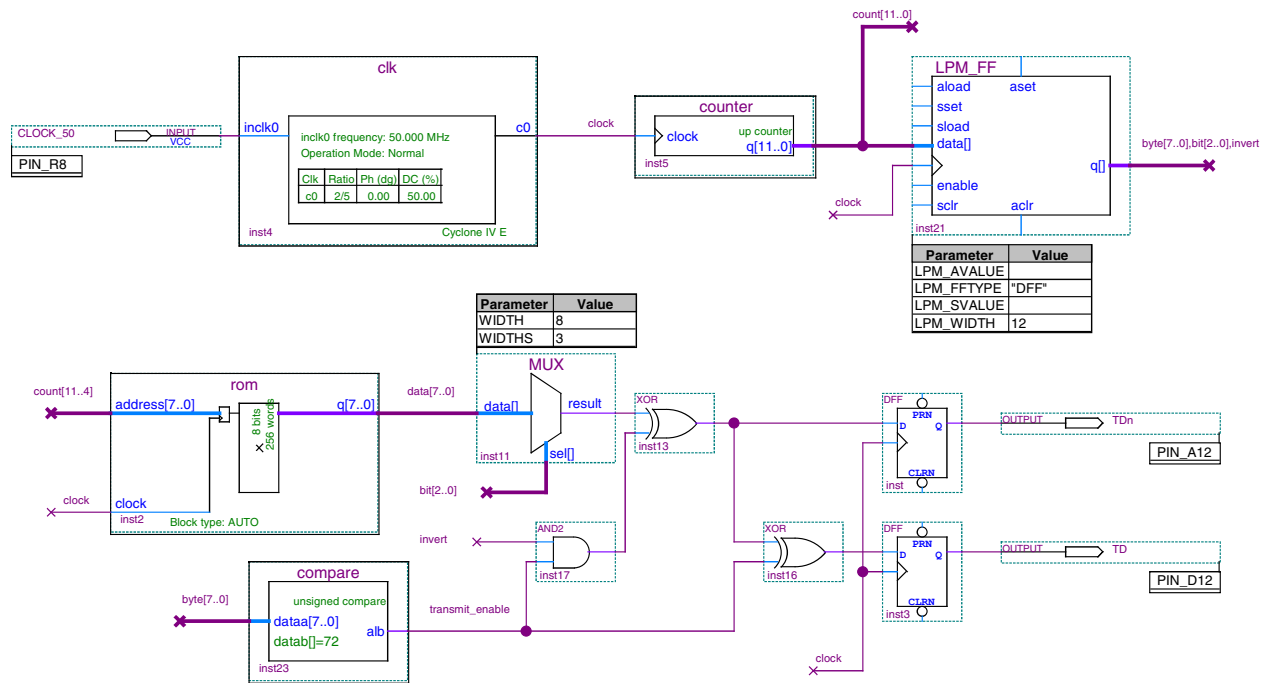 count[11..0]
clk
CLOCK_50
INPUT
VCC
PIN_R8
inclk0
c0
inclk0 frequency: 50.000 MHz
Operation Mode: Normal
Clk Ratio Ph (dg) DC (%)
c0 2/5 0.00 50.00
inst4
Cyclone IV E
clock
counter
clock
up counter
q[11..0]
inst5
LPM_FF
aload
aset
sset
sload
data[]
q[]
enable
sclr
aclr
inst21
clock
byte[7..0],bit[2..0],invert
Parameter Value
LPM_AVALUE
LPM_FFTYPE "DFF"
LPM_SVALUE
LPM_WIDTH 12
Parameter Value
WIDTH 8
WIDTHS 3
count[11..4]
rom
address[7..0]
q[7..0]
8 bits
256 words
clock
clock
inst2
Block type: AUTO
data[7..0]
MUX
data[]
result
sel[]
inst11
bit[2..0]
XOR
inst13
DFF
PRN
D
Q
CLRN
inst
OUTPUT
TDn
PIN_A12
invert
AND2
inst17
XOR
inst16
DFF
PRN
D
Q
CLRN
inst3
OUTPUT
TD
PIN_D12
byte[7..0]
compare
unsigned compare
dataa[7..0]
datab[]=72
alb
inst23
transmit_enable
clock